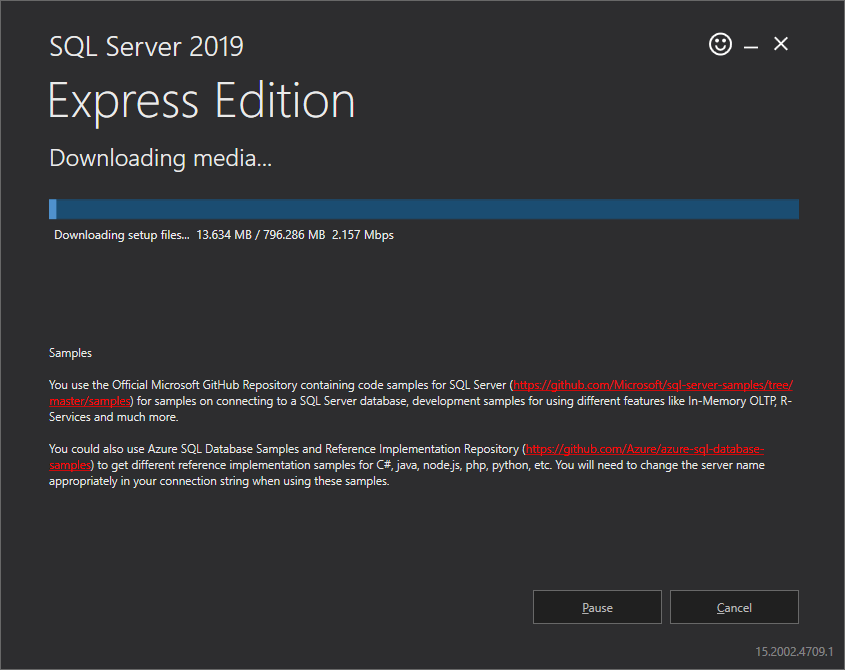 SQL Server 2019
Express Edition
Downloading media...
Downloading setup files... 13.634 MB / 796.286 MB 2.157 Mbps
Samples
You use the Official Microsoft GitHub Repository containing code samples for SQL Server (https://github.com/Microsoft/sql-server-samples/tree/
master/samples) for samples on connecting to a SQL Server database, development samples for using different features like In-Memory OLTP, R-
Services and much more.
You could also use Azure SQL Database Samples and Reference Implementation Repository (https://github.com/Azure/azure-sql-database-
samples) to get different reference implementation samples for C#, java, node.js, php, python, etc. You will need to change the server name
appropriately in your connection string when using these samples.
Pause
Cancel
15.2002.4709.1